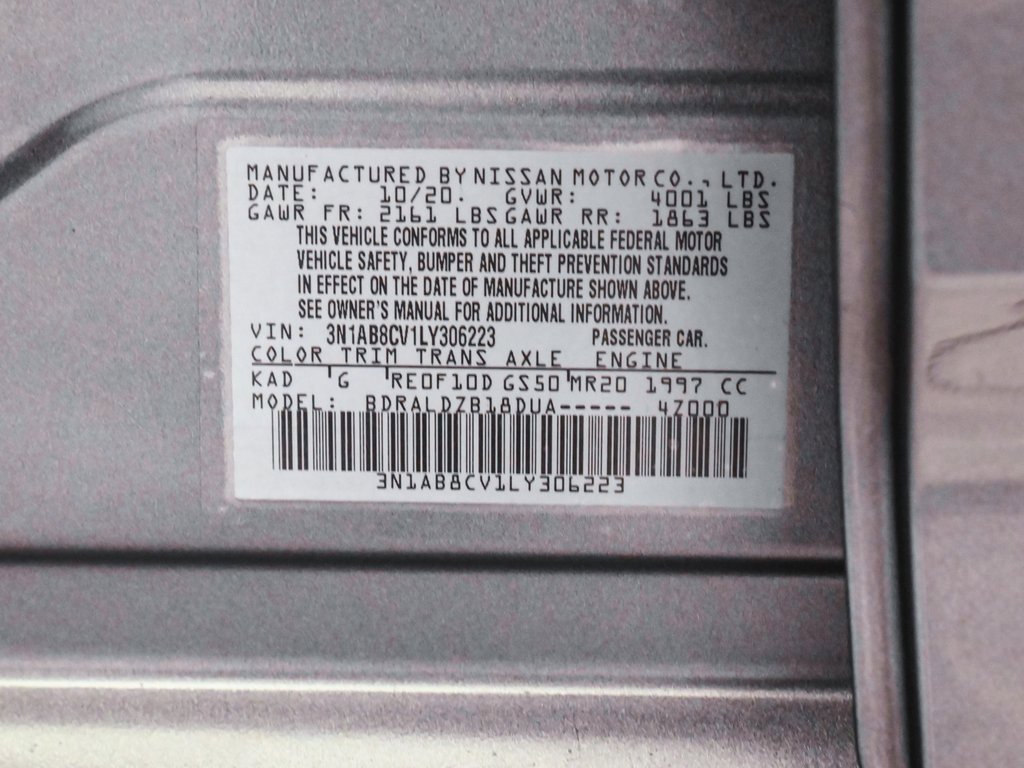 MANUFACTURED BY NISSAN MOTOR CO., LTD.
DATE: 10/20. GVWR: 4001 LBS
GAWR FR: 2161 LBS GAWR RR: 1863 LBS
THIS VEHICLE CONFORMS TO ALL APPLICABLE FEDERAL MOTOR
VEHICLE SAFETY, BUMPER AND THEFT PREVENTION STANDARDS
IN EFFECT ON THE DATE OF MANUFACTURE SHOWN ABOVE.
SEE OWNER'S MANUAL FOR ADDITIONAL INFORMATION.
VIN: 3N1AB8CV1LY306223 PASSENGER CAR.
COLOR TRIM TRANS AXLE ENGINE
KAD G RE0F10D GS50 MR20 1997 CC
MODEL: BDRALDZB18DUA----- 4Z000
3N1AB8CV1LY306223